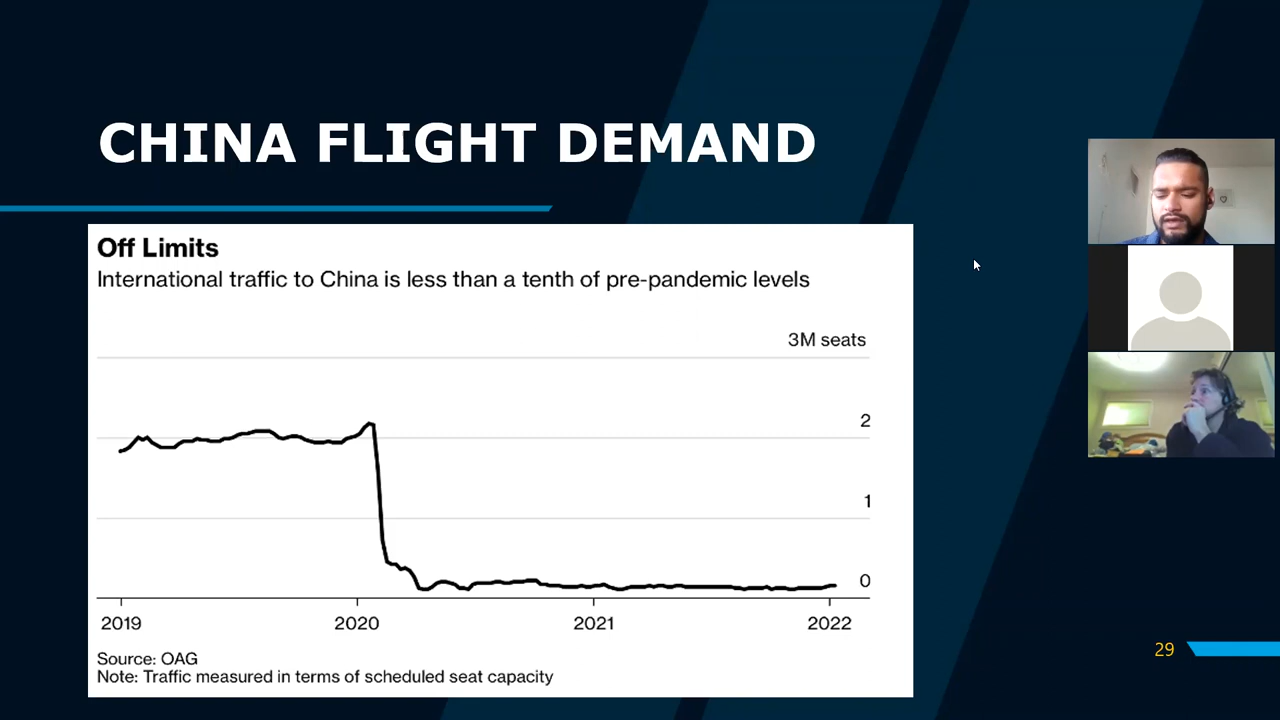 CHINA FLIGHT DEMAND
Off Limits
International traffic to China is less than a tenth of pre-pandemic levels
3M seats
2
1
0
2019 2020 2021 2022
Source: OAG
Note: Traffic measured in terms of scheduled seat capacity
29